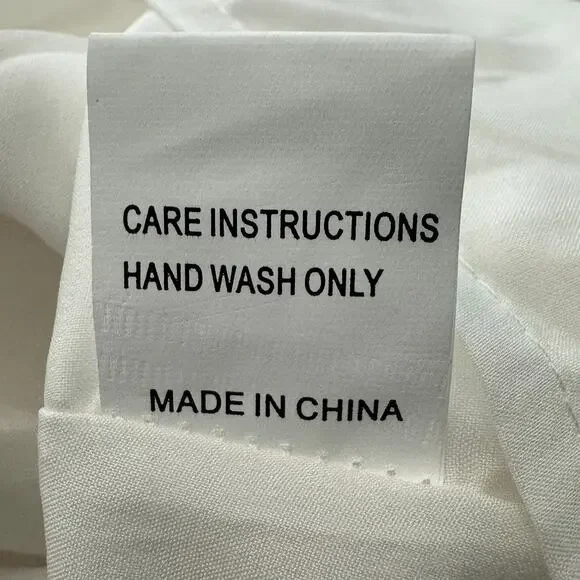 CARE INSTRUCTIONS
HAND WASH ONLY
MADE IN CHINA